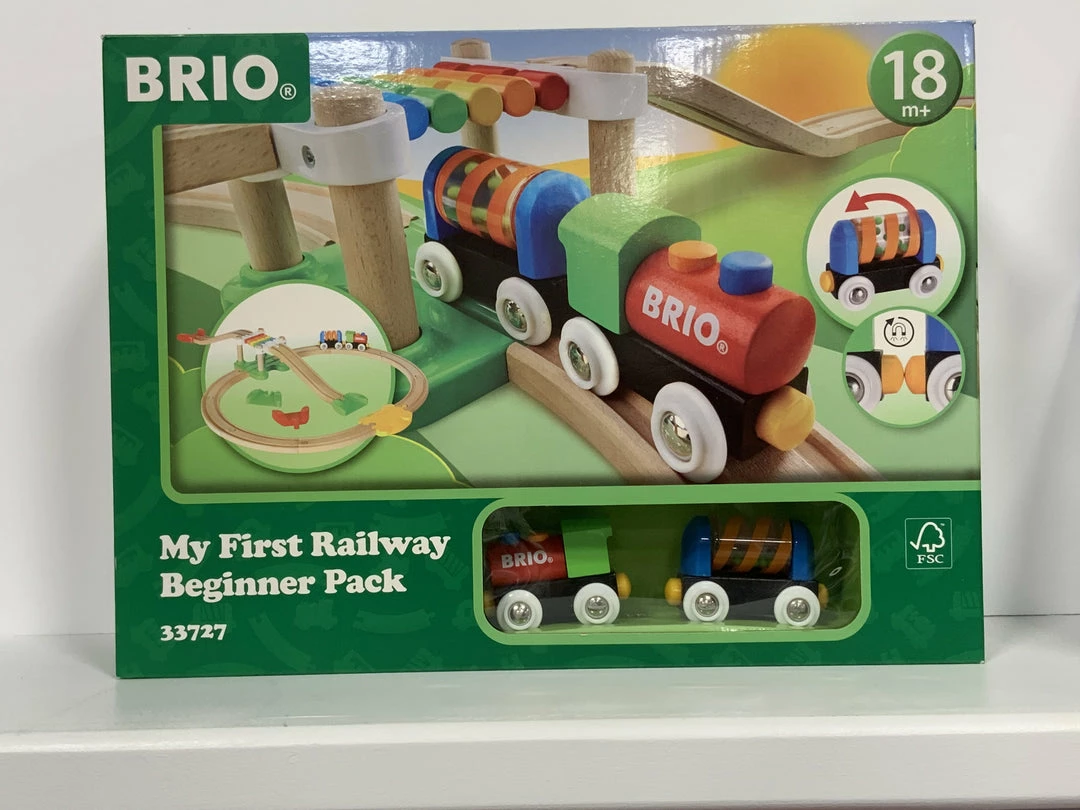 BRIO®
18
m+
BRIO®
My First Railway
Beginner Pack
33727
BRIO®
FSC